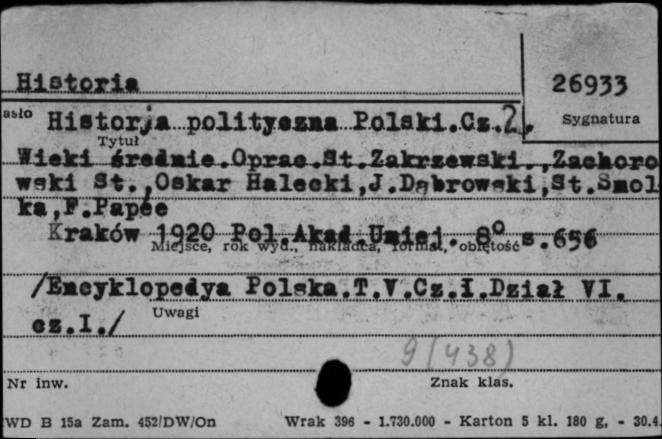 Historia
26933
asło
Historja polityczna Polski.Cz.2.
Sygnatura
Tytuł
Wieki średnie.Oprac.St.Zakrzewski.,Zachoro
wski St.,Oskar Halecki,J.Dąbrowski,St.Smol
ka,F.Papée
Kraków 1920 Pol.Akad.Umiej. 8° s.656
Miejsce, rok wyd., nakładca, format, objętość
/Encyklopedya Polska.T.V.Cz.I.Dział VI.
cz.I./
Uwagi
9 (438)
Nr inw.
Znak klas.
WD B 15a Zam. 452/DW/On
Wrak 396 - 1.730.000 - Karton 5 kl. 180 g, - 30.4